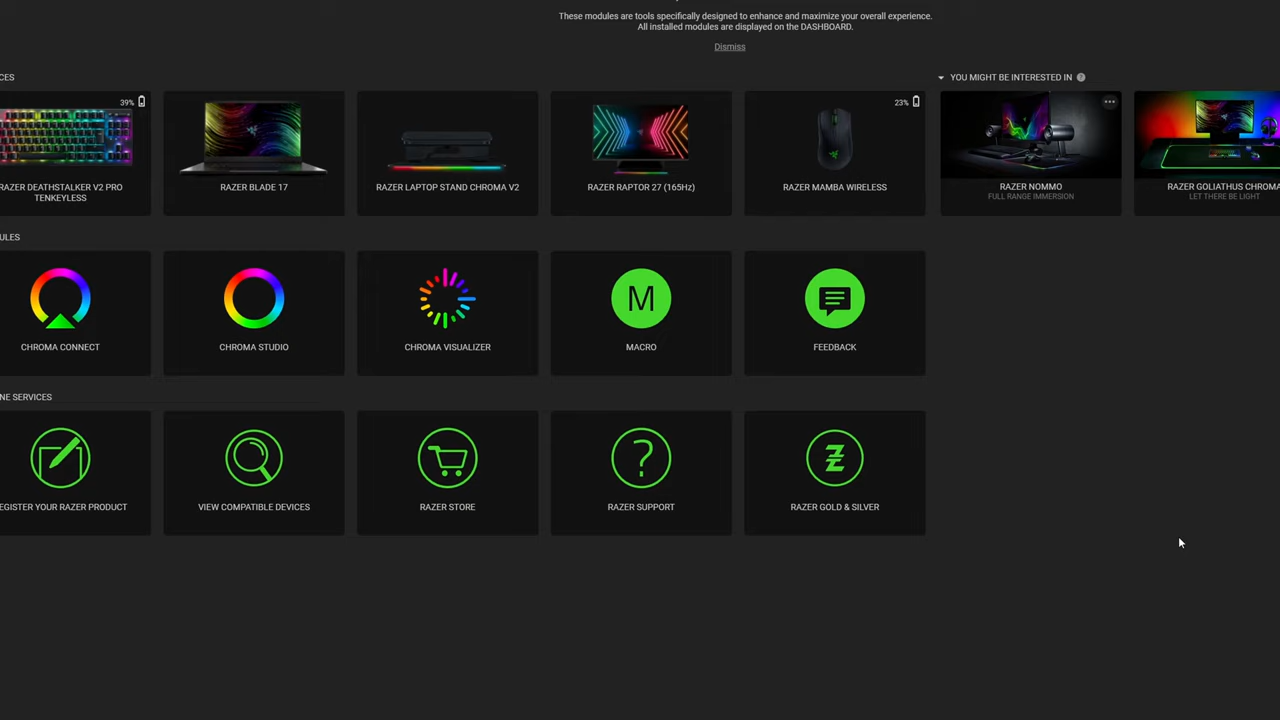 These modules are tools specifically designed to enhance and maximize your overall experience.
All installed modules are displayed on the DASHBOARD.
Dismiss
CES
YOU MIGHT BE INTERESTED IN ?
39%
23%
RAZER DEATHSTALKER V2 PRO
TENKEYLESS
RAZER BLADE 17
RAZER LAPTOP STAND CHROMA V2
RAZER RAPTOR 27 (165Hz)
RAZER MAMBA WIRELESS
RAZER NOMMO
FULL RANGE IMMERSION
RAZER GOLIATHUS CHROMA
LET THERE BE LIGHT
ULES
M
CHROMA CONNECT
CHROMA STUDIO
CHROMA VISUALIZER
MACRO
FEEDBACK
NE SERVICES
?
EGISTER YOUR RAZER PRODUCT
VIEW COMPATIBLE DEVICES
RAZER STORE
RAZER SUPPORT
RAZER GOLD & SILVER